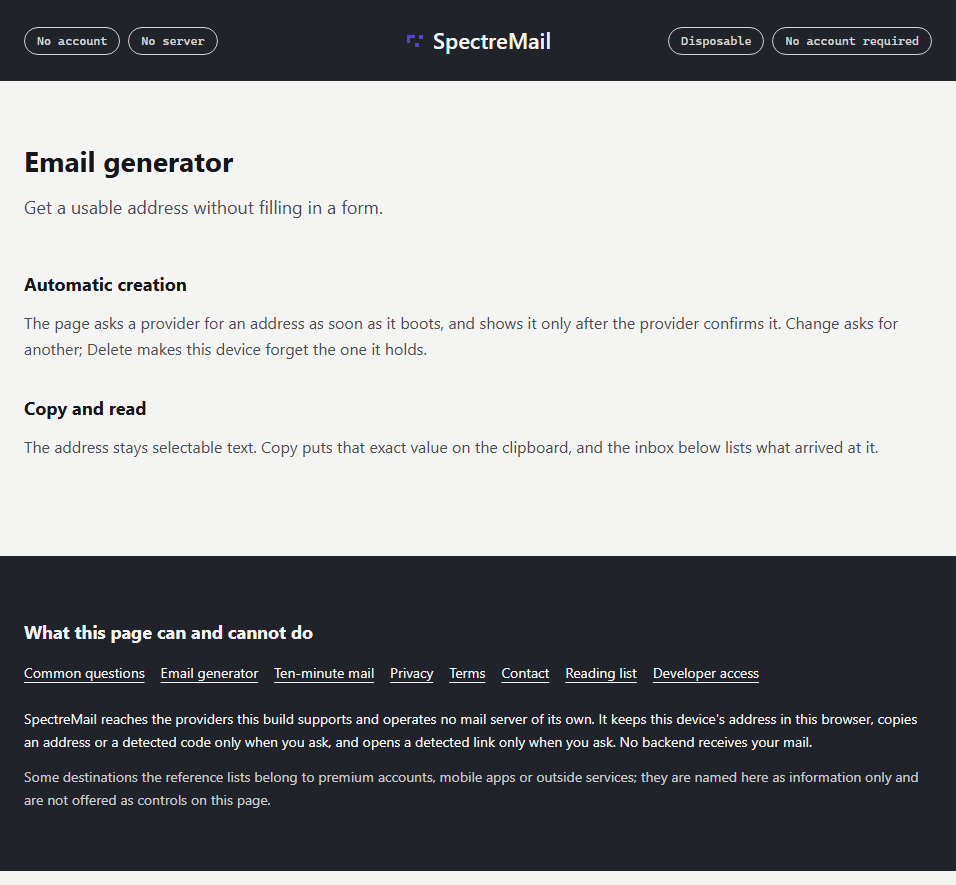 No account
No server
SpectreMail
Disposable
No account required
Email generator
Get a usable address without filling in a form.
Automatic creation
The page asks a provider for an address as soon as it boots, and shows it only after the provider confirms it. Change asks for
another; Delete makes this device forget the one it holds.
Copy and read
The address stays selectable text. Copy puts that exact value on the clipboard, and the inbox below lists what arrived at it.
What this page can and cannot do
Common questions Email generator Ten-minute mail Privacy Terms Contact Reading list Developer access
SpectreMail reaches the providers this build supports and operates no mail server of its own. It keeps this device's address in this browser, copies
an address or a detected code only when you ask, and opens a detected link only when you ask. No backend receives your mail.
Some destinations the reference lists belong to premium accounts, mobile apps or outside services; they are named here as information only and
are not offered as controls on this page.